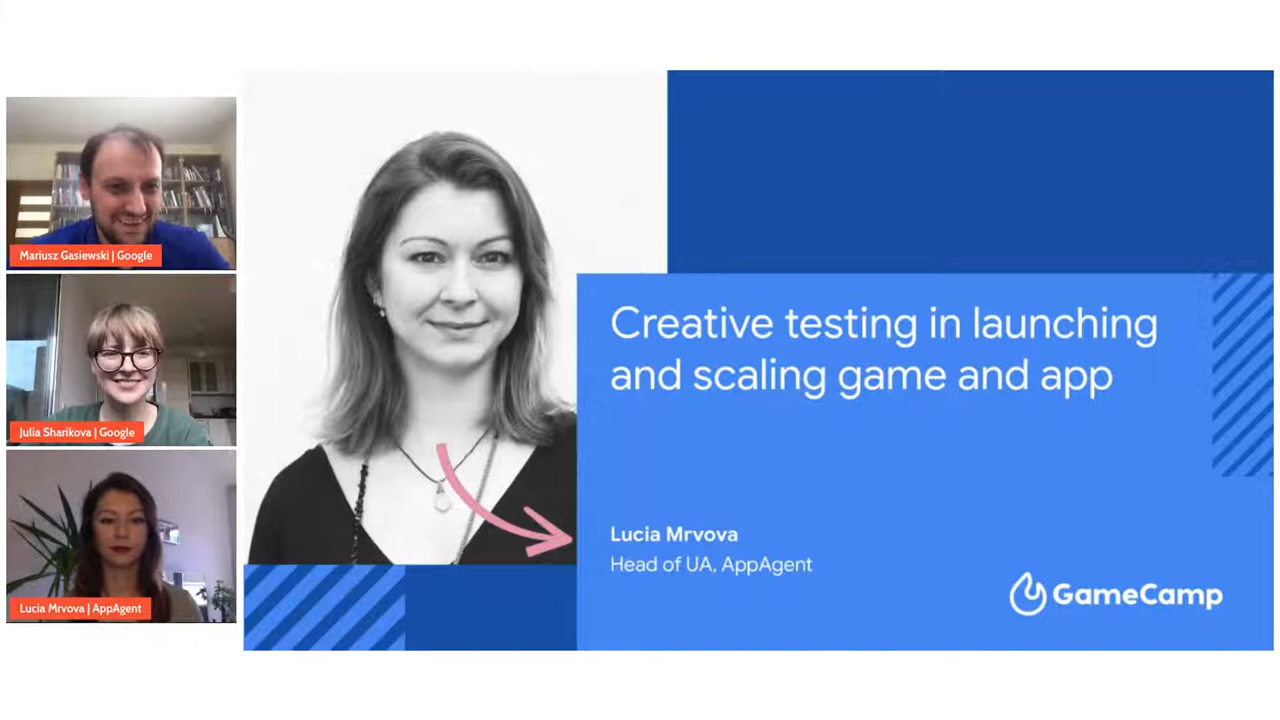 Mariusz Gasiewski | Google
Julia Sharikova | Google
Lucia Mrvova | AppAgent
Creative testing in launching
and scaling game and app
Lucia Mrvova
Head of UA, AppAgent
GameCamp